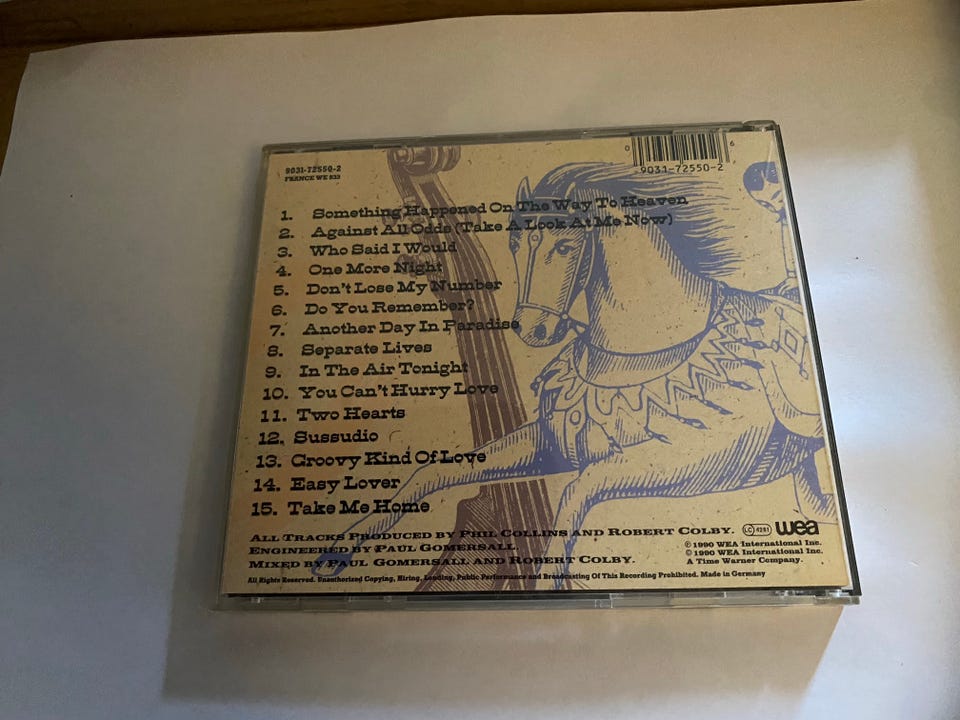 9031-72550-2
FRANCE WE 833
0 6
9031-72550-2
1. Something Happened On The Way To Heaven
2. Against All Odds (Take A Look At Me Now)
3. Who Said I Would
4. One More Night
5. Don't Lose My Number
6. Do You Remember?
7. Another Day In Paradise
8. Separate Lives
9. In The Air Tonight
10. You Can't Hurry Love
11. Two Hearts
12. Sussudio
13. Groovy Kind Of Love
14. Easy Lover
15. Take Me Home
All Tracks Produced by Phil Collins and Robert Colby.
Engineered by Paul Gomersall.
Mixed by Paul Gomersall and Robert Colby.
LC 4281 wea
℗ 1990 WEA International Inc.
© 1990 WEA International Inc.
A Time Warner Company.
All Rights Reserved. Unauthorized Copying, Hiring, Lending, Public Performance and Broadcasting Of This Recording Prohibited. Made in Germany